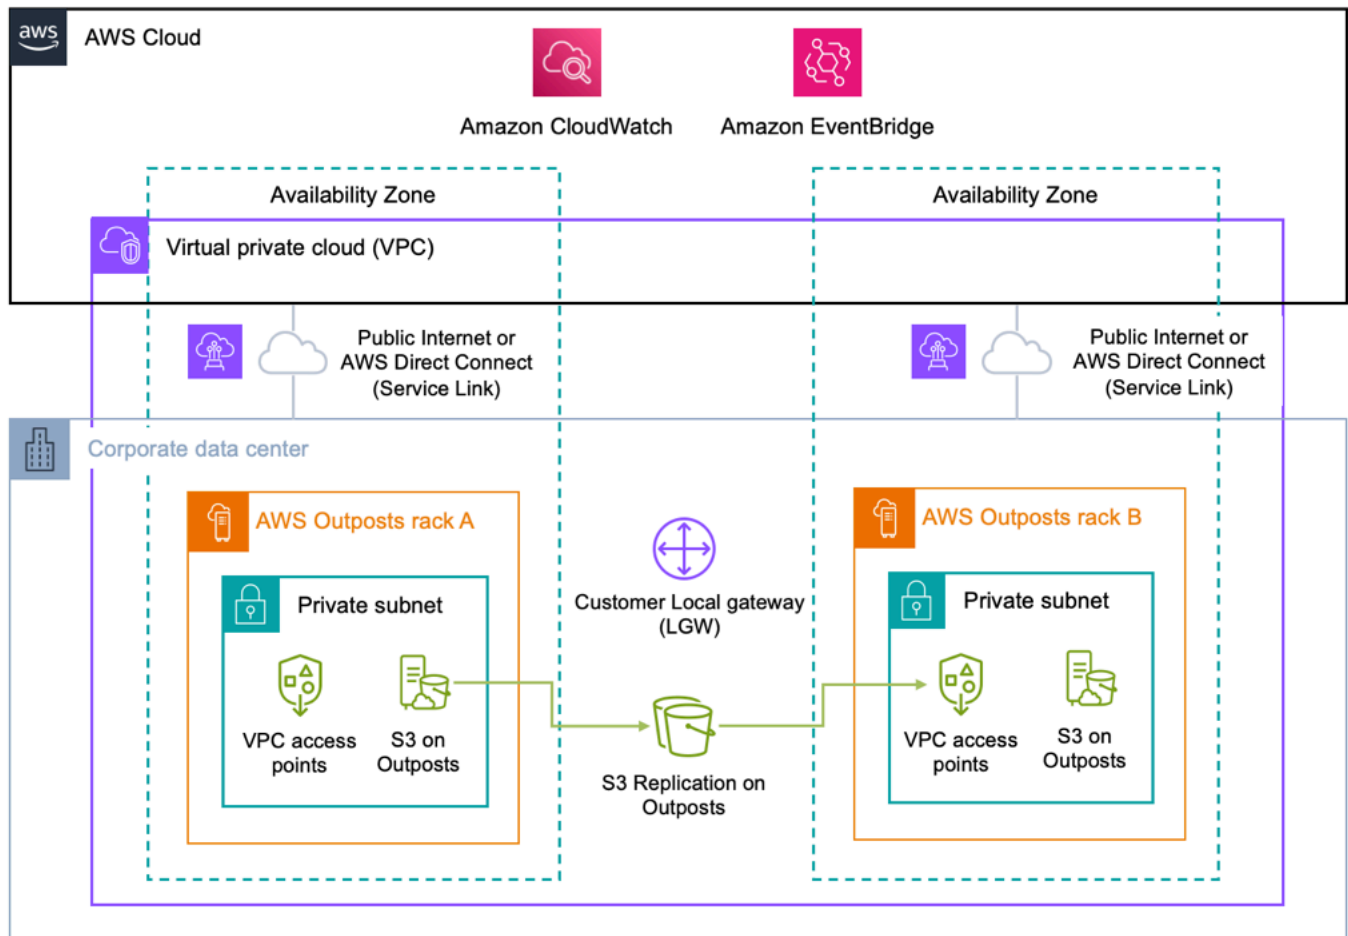 aws
AWS Cloud
Amazon CloudWatch
Amazon EventBridge
Availability Zone
Availability Zone
Virtual private cloud (VPC)
Public Internet or
AWS Direct Connect
(Service Link)
Public Internet or
AWS Direct Connect
(Service Link)
Corporate data center
AWS Outposts rack A
AWS Outposts rack B
Private subnet
Customer Local gateway
(LGW)
Private subnet
VPC access
points
S3 on
Outposts
S3 Replication on
Outposts
VPC access
points
S3 on
Outposts